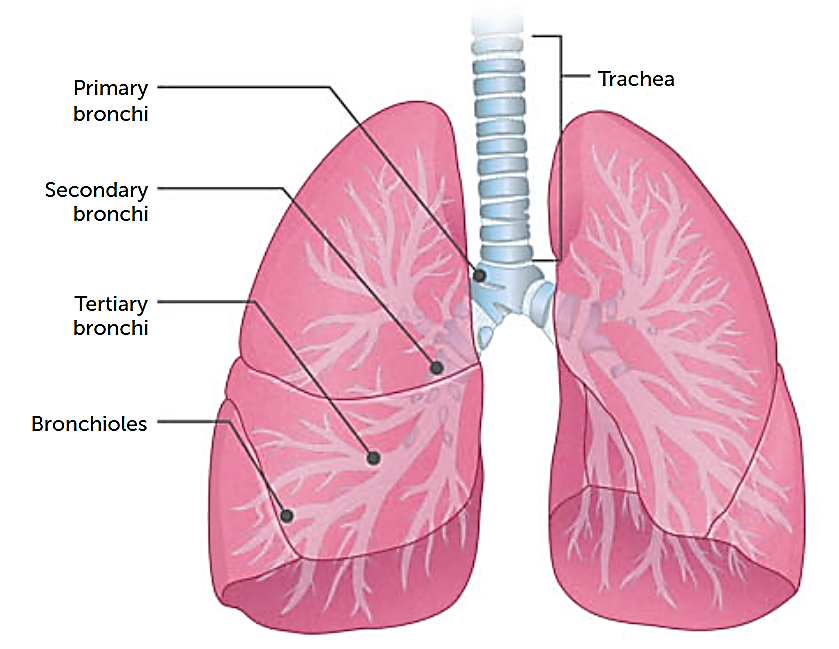 Trachea
Primary
bronchi
Secondary
bronchi
Tertiary
bronchi
Bronchioles